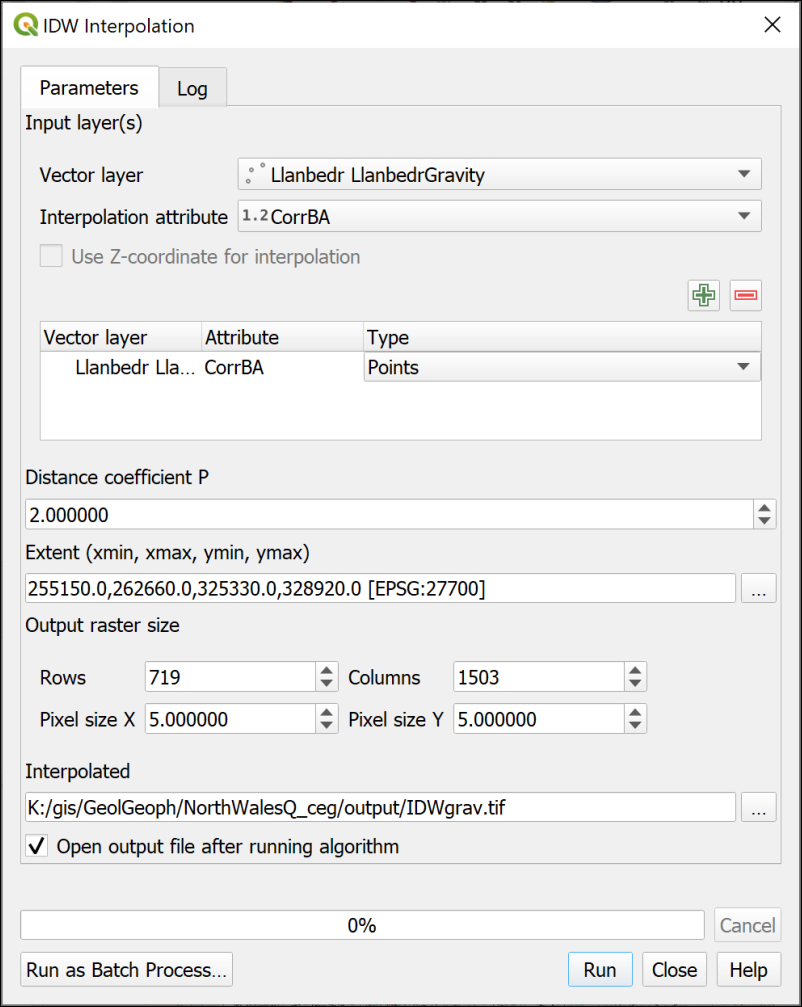 IDW Interpolation
Parameters Log
Input layer(s)
Vector layer Llanbedr LlanbedrGravity
Interpolation attribute 1.2 CorrBA
Use Z-coordinate for interpolation
Vector layer Attribute Type
Llanbedr Lla... CorrBA Points
Distance coefficient P
2.000000
Extent (xmin, xmax, ymin, ymax)
255150.0,262660.0,325330.0,328920.0 [EPSG:27700] ...
Output raster size
Rows 719 Columns 1503
Pixel size X 5.000000 Pixel size Y 5.000000
Interpolated
K:/gis/GeolGeoph/NorthWalesQ_ceg/output/IDWgrav.tif ...
Open output file after running algorithm
0% Cancel
Run as Batch Process... Run Close Help